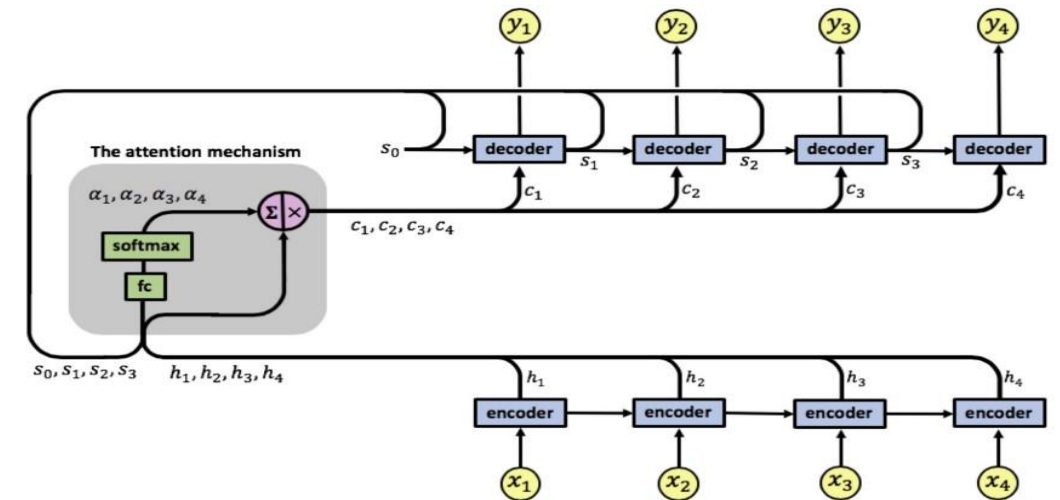 y₁ y₂ y₃ y₄
s₀ decoder s₁ decoder s₂ decoder s₃ decoder
The attention mechanism
α₁, α₂, α₃, α₄ Σ × c₁ c₂ c₃ c₄
c₁, c₂, c₃, c₄
softmax
fc
s₀, s₁, s₂, s₃ h₁, h₂, h₃, h₄ h₁ h₂ h₃ h₄
encoder encoder encoder encoder
x₁ x₂ x₃ x₄